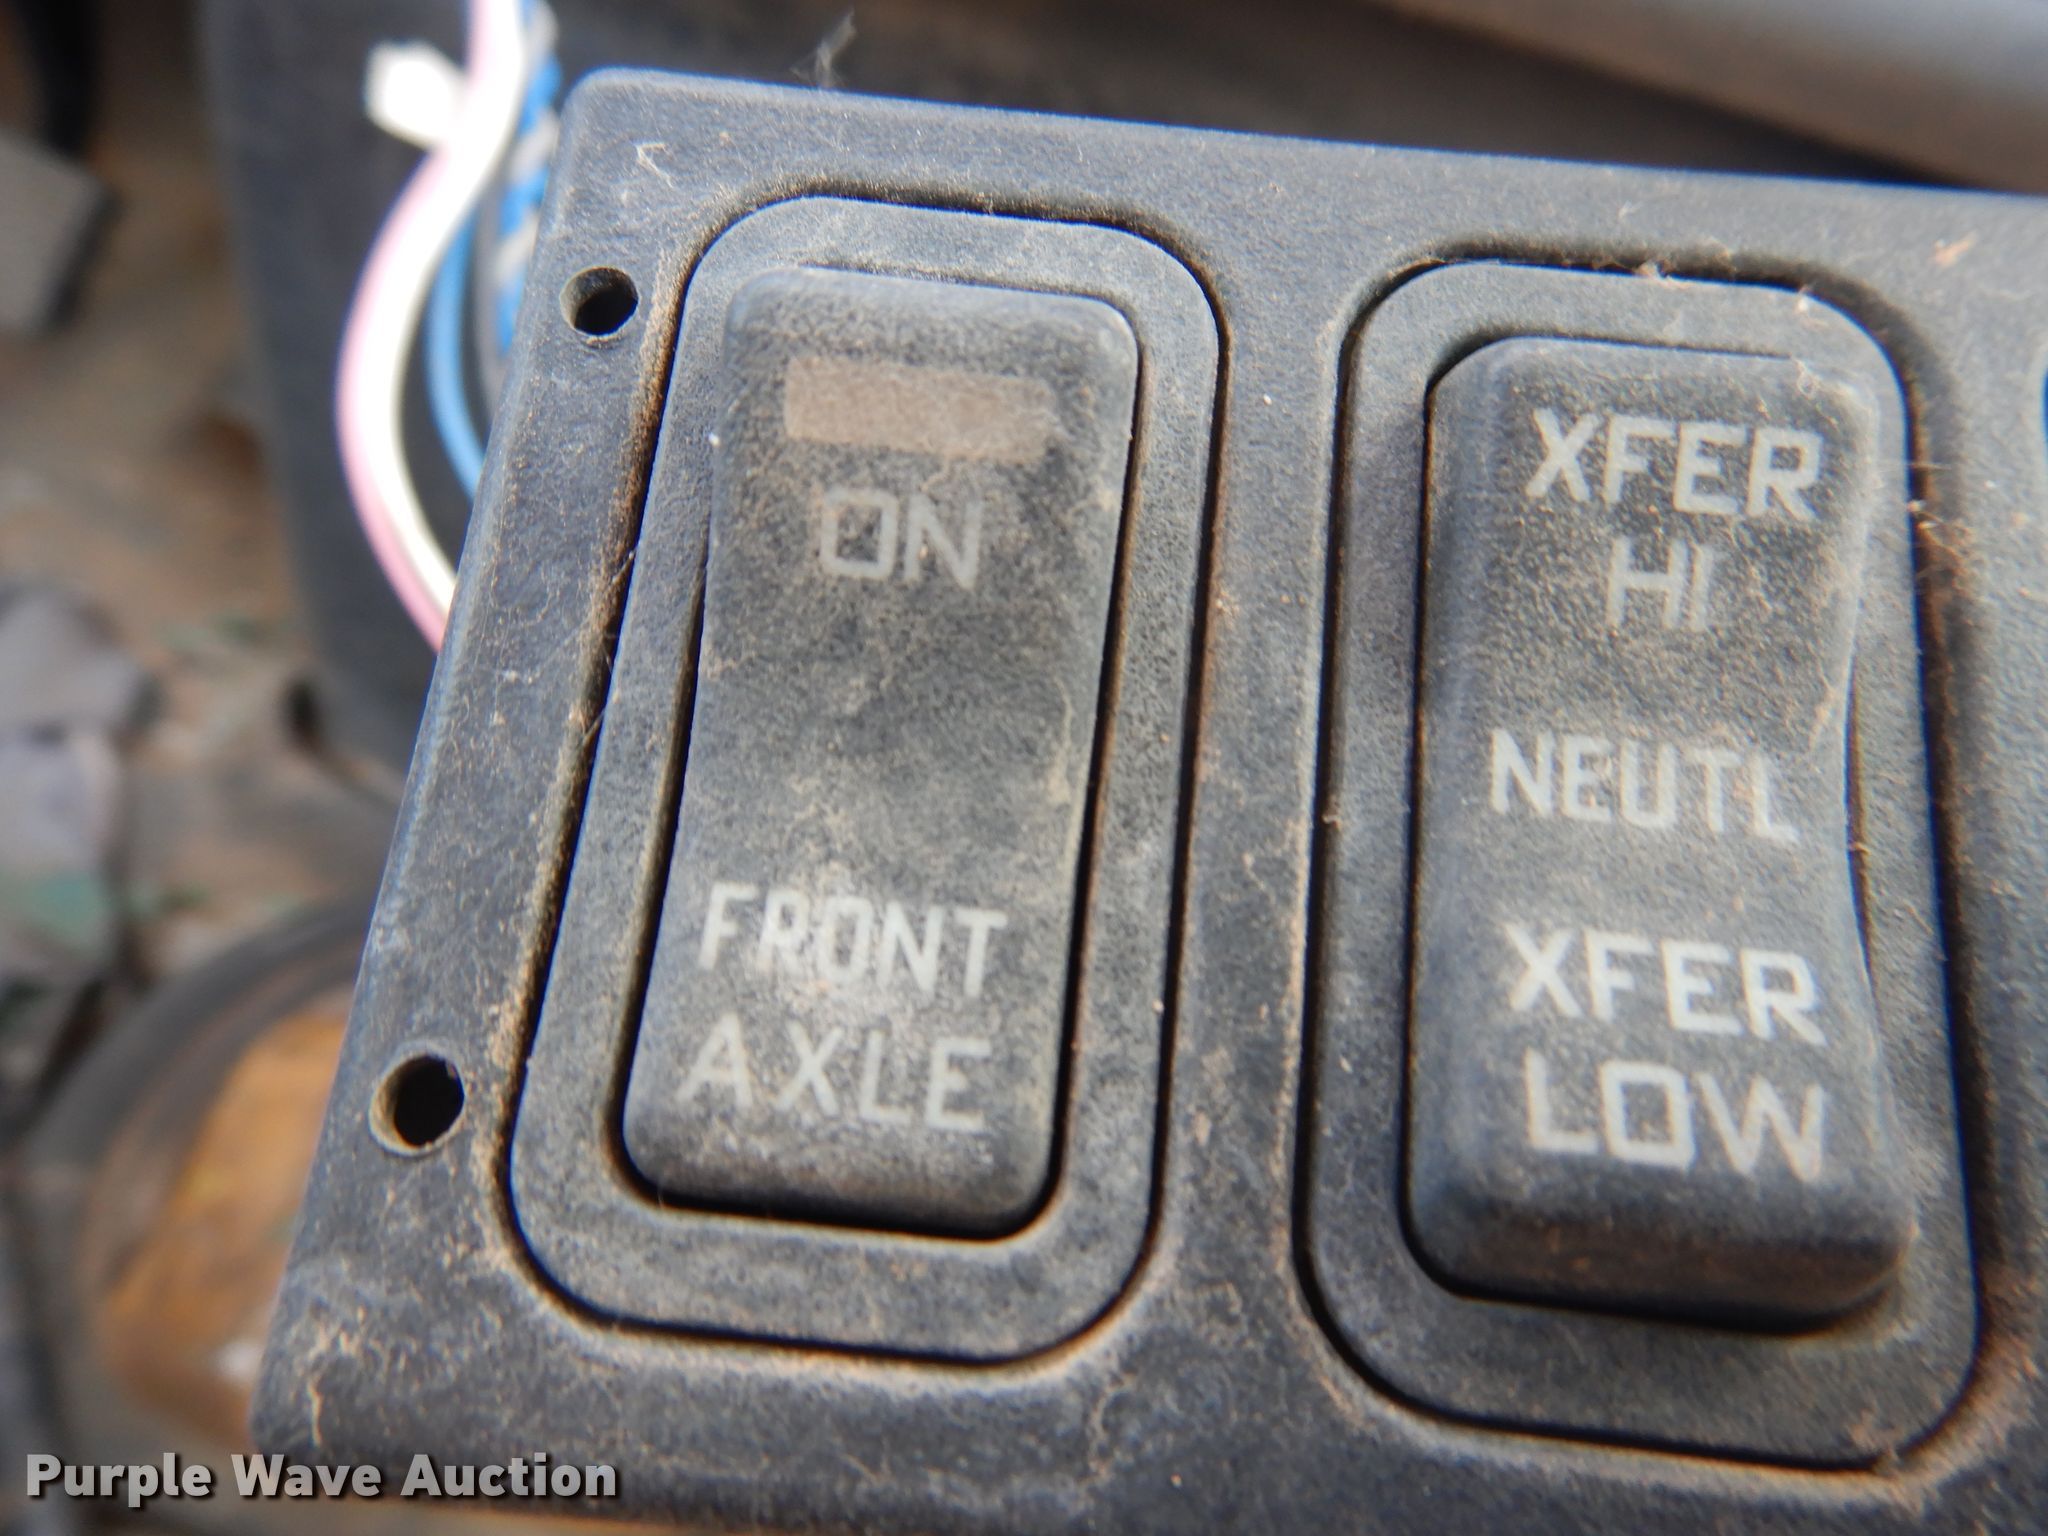 ON
FRONT
AXLE
XFER
HI
NEUTL
XFER
LOW
Purple Wave Auction